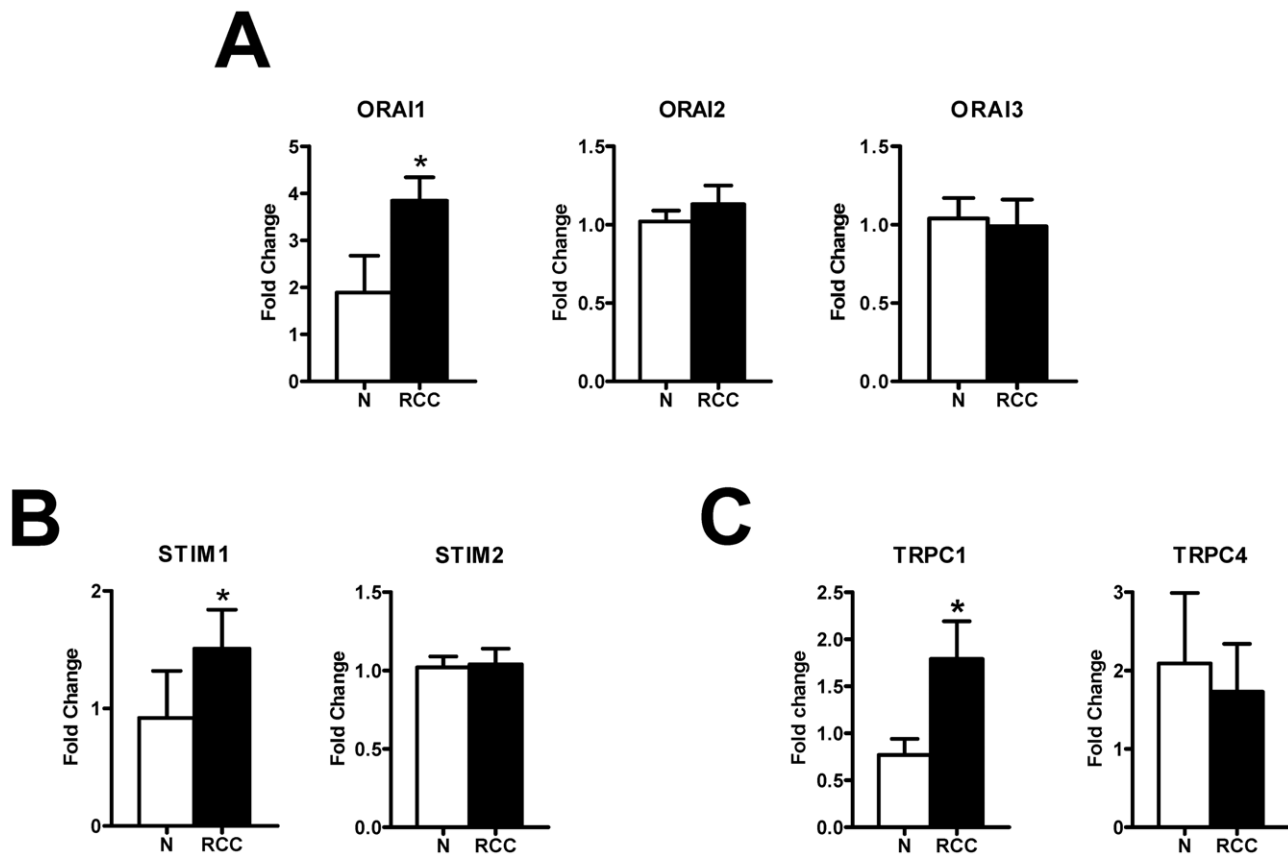 A
ORAI1
ORAI2
ORAI3
Fold Change
5
4
3
2
1
0
*
N RCC
Fold Change
1.5
1.0
0.5
0.0
N RCC
Fold Change
1.5
1.0
0.5
0.0
N RCC
B
STIM1
STIM2
Fold Change
2
1
0
*
N RCC
Fold Change
1.5
1.0
0.5
0.0
N RCC
C
TRPC1
TRPC4
Fold change
2.5
2.0
1.5
1.0
0.5
0.0
*
N RCC
Fold Change
3
2
1
0
N RCC